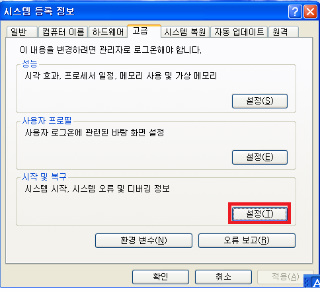 시스템 등록 정보
일반 컴퓨터 이름 하드웨어 고급 시스템 복원 자동 업데이트 원격
이 내용을 변경하려면 관리자로 로그온해야 합니다.
성능
시각 효과, 프로세서 일정, 메모리 사용 및 가상 메모리
설정(S)
사용자 프로필
사용자 로그온에 관련된 바탕 화면 설정
설정(E)
시작 및 복구
시스템 시작, 시스템 오류 및 디버깅 정보
설정(T)
환경 변수(N) 오류 보고(R)
확인 취소 적용(A)
A